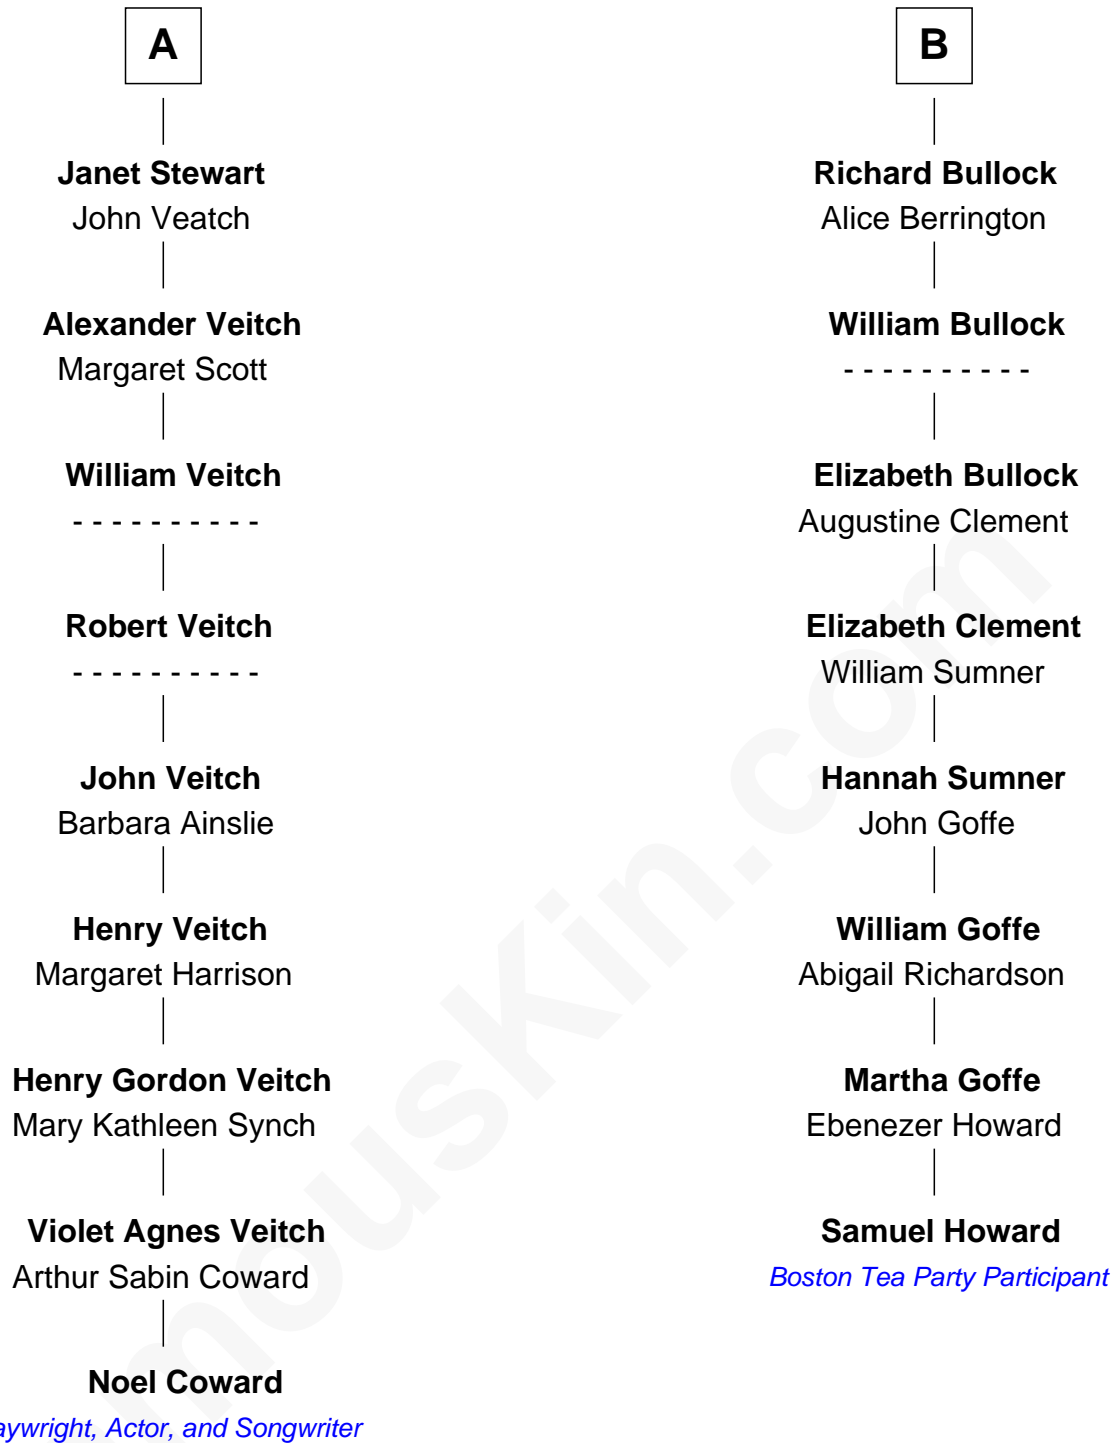 A
Janet Stewart
John Veatch
Alexander Veitch
Margaret Scott
William Veitch
- - - - - - - - - -
Robert Veitch
- - - - - - - - - -
John Veitch
Barbara Ainslie
Henry Veitch
Margaret Harrison
Henry Gordon Veitch
Mary Kathleen Synch
Violet Agnes Veitch
Arthur Sabin Coward
Noel Coward
aywright, Actor, and Songwriter
B
Richard Bullock
Alice Berrington
William Bullock
- - - - - - - - - -
Elizabeth Bullock
Augustine Clement
Elizabeth Clement
William Sumner
Hannah Sumner
John Goffe
William Goffe
Abigail Richardson
Martha Goffe
Ebenezer Howard
Samuel Howard
Boston Tea Party Participant
mousKin.com